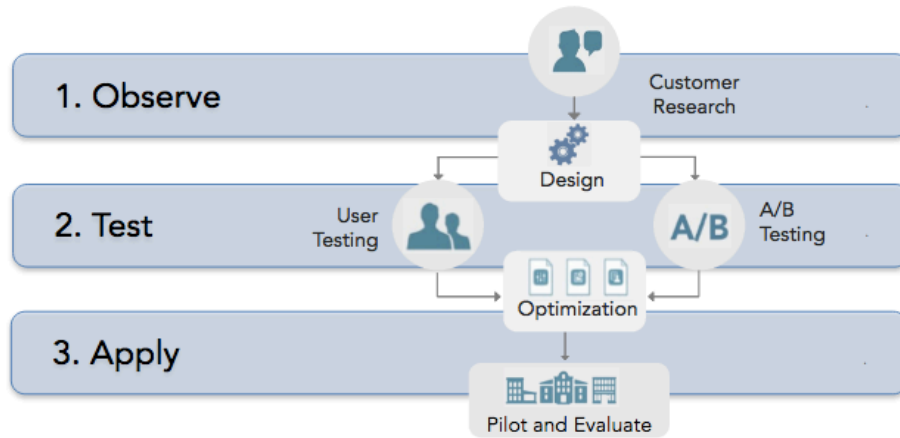 1. Observe
Customer
Research
Design
2. Test
User
Testing
A/B
A/B
Testing
Optimization
3. Apply
Pilot and Evaluate